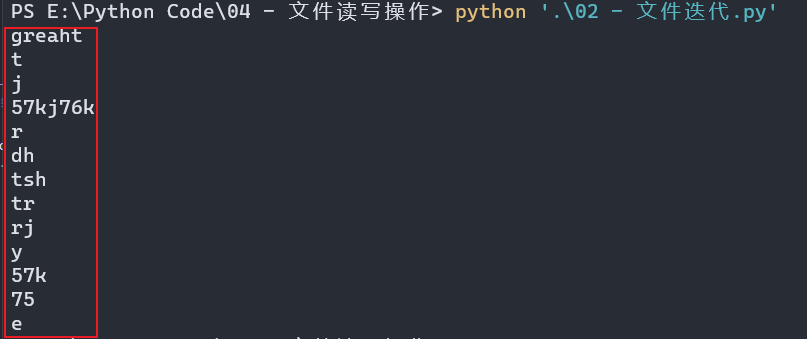 PS E:\Python Code\04 - 文件读写操作> python '.\02 - 文件迭代.py'
greaht
t
j
57kj76k
r
dh
tsh
tr
rj
y
57k
75
e